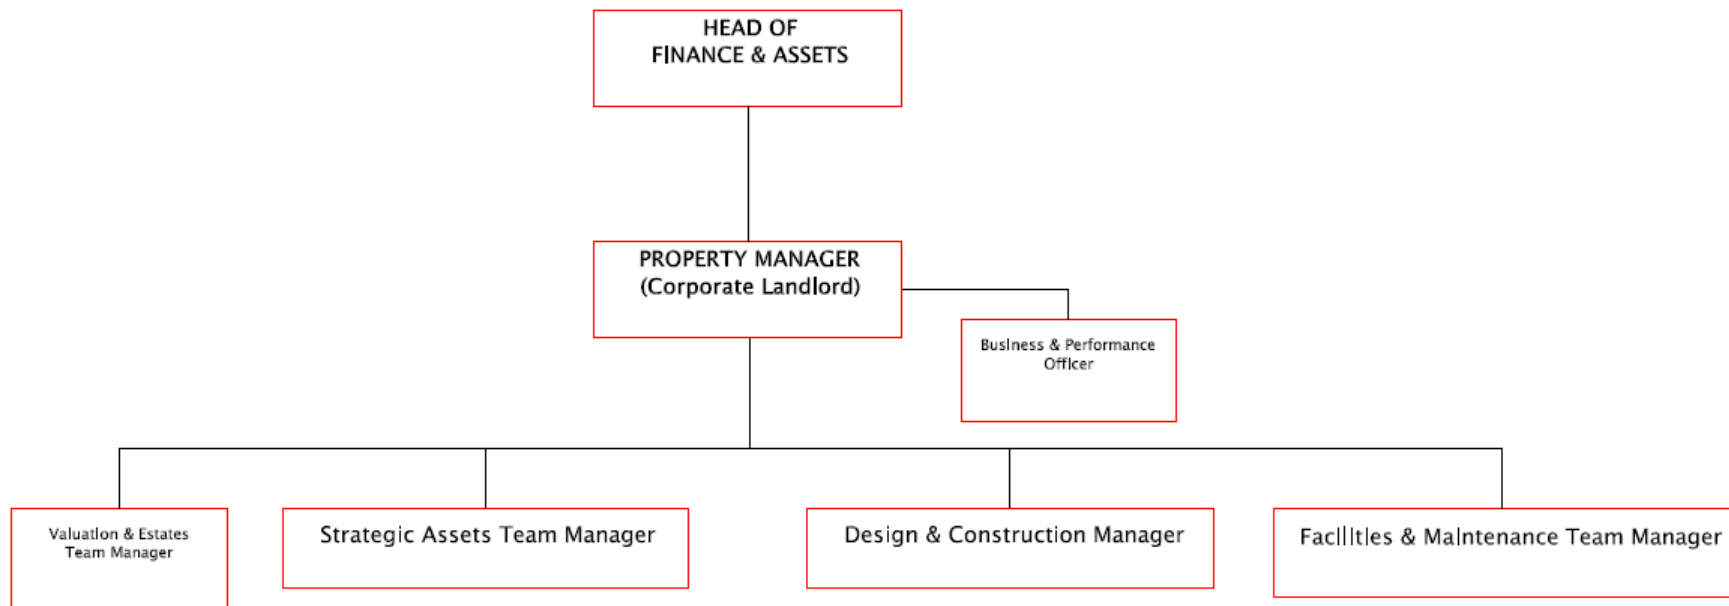 HEAD OF
FINANCE & ASSETS
PROPERTY MANAGER
(Corporate Landlord)
Business & Performance
Officer
Valuation & Estates
Team Manager
Strategic Assets Team Manager
Design & Construction Manager
Facilities & Maintenance Team Manager